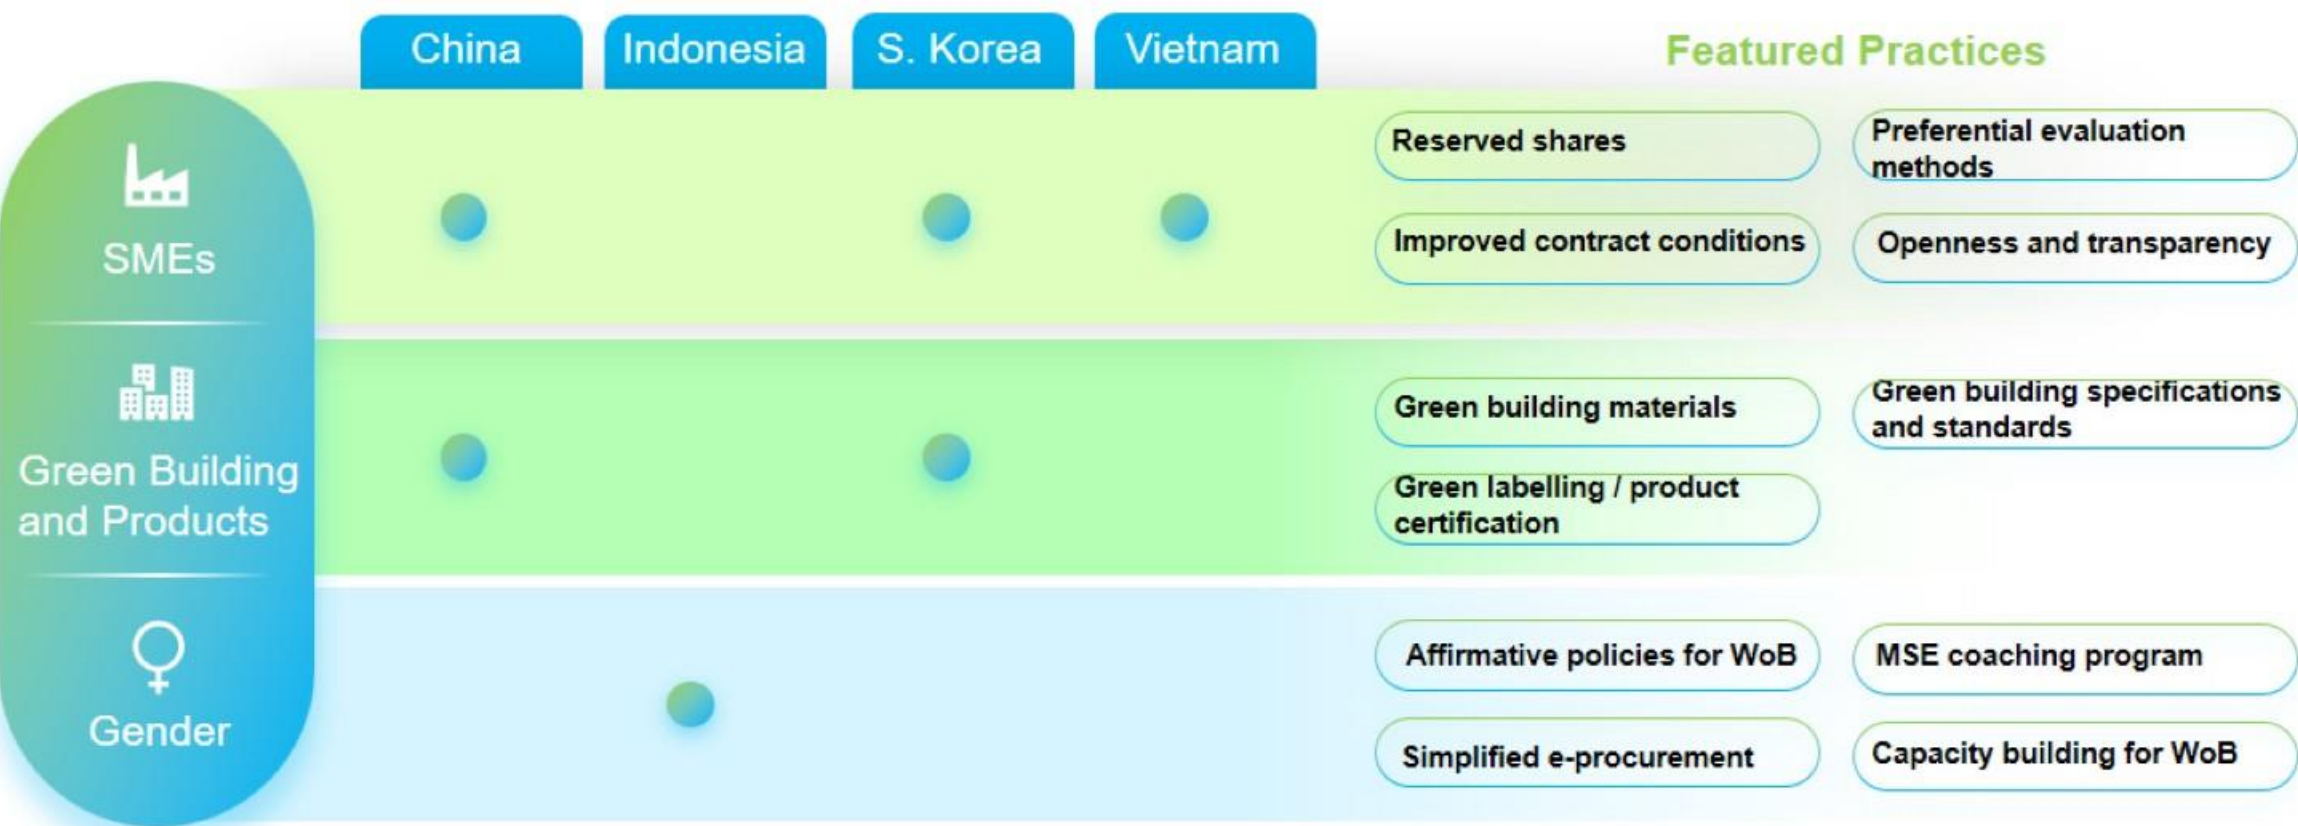 China
Indonesia
S. Korea
Vietnam
Featured Practices
SMEs
Reserved shares
Preferential evaluation
methods
Improved contract conditions
Openness and transparency
Green Building
and Products
Green building materials
Green building specifications
and standards
Green labelling / product
certification
Gender
Affirmative policies for WoB
MSE coaching program
Simplified e-procurement
Capacity building for WoB